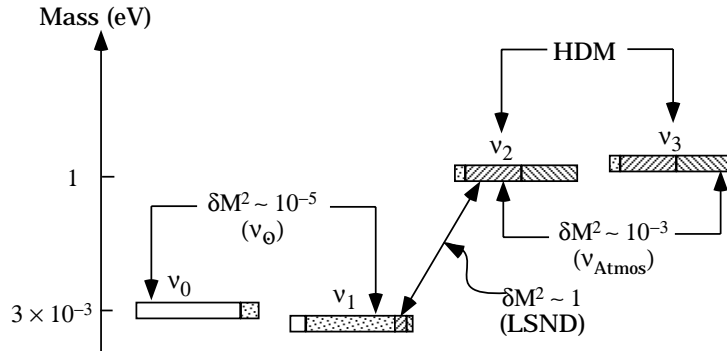 Mass (eV)
HDM
ν2
ν3
1
δM² ~ 10⁻⁵
(ν⊙)
δM² ~ 10⁻³
(νAtmos)
ν0
ν1
δM² ~ 1
(LSND)
3 × 10⁻³